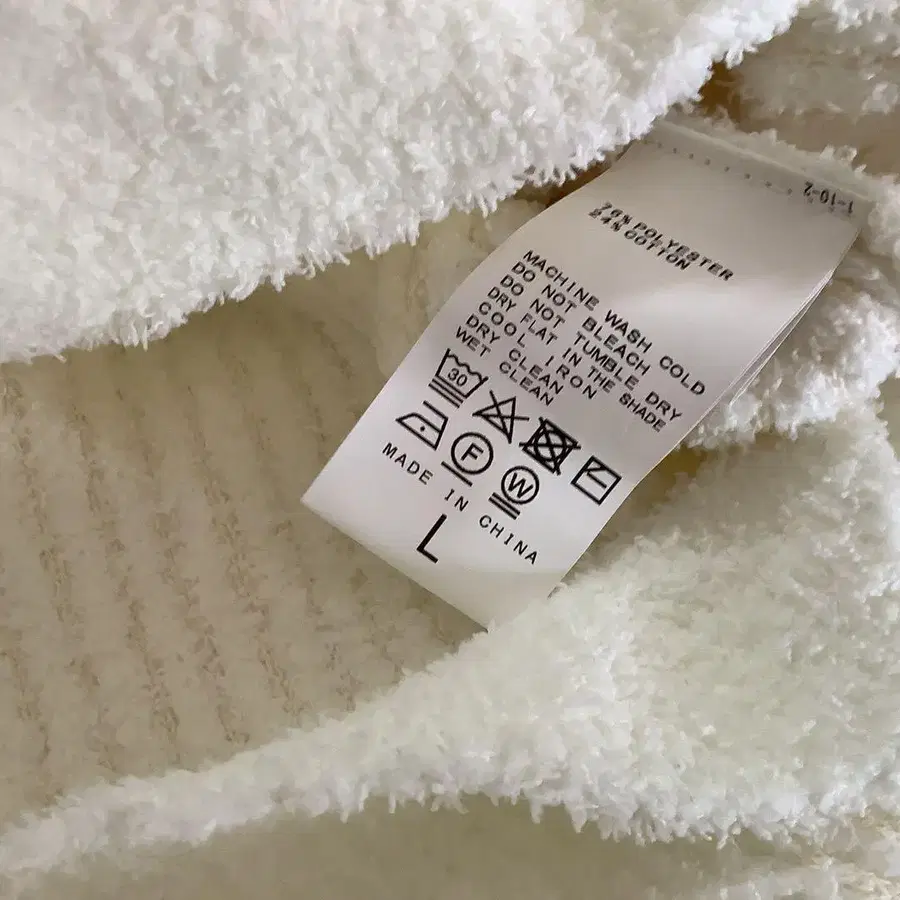 1-10-2
76% POLYESTER
24% COTTON
MACHINE WASH COLD
DO NOT BLEACH
DO NOT TUMBLE DRY
DRY FLAT IN THE SHADE
COOL IRON
DRY CLEAN
WET CLEAN
30
F
W
MADE IN CHINA
L